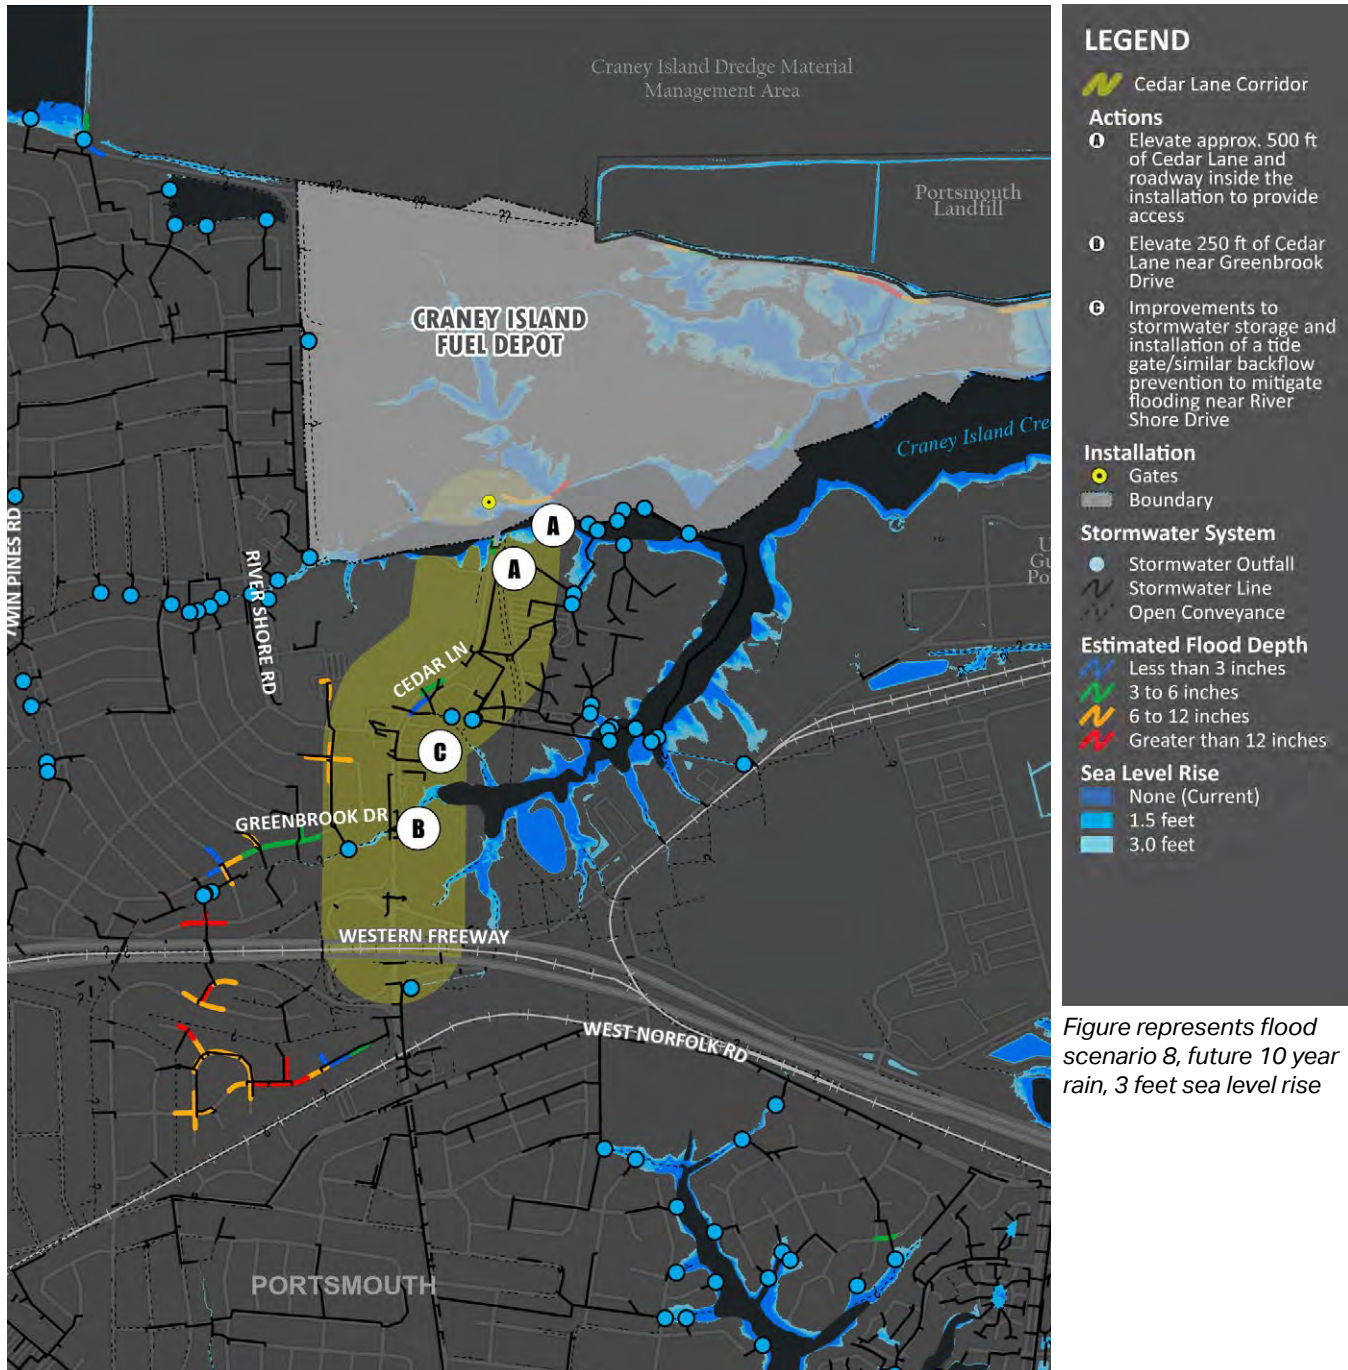 Craney Island Dredge Material
Management Area
Portsmouth
Landfill
CRANEY ISLAND
FUEL DEPOT
Craney Island Cre
A
A
TWIN PINES RD
RIVER SHORE RD
CEDAR LN
C
GREENBROOK DR
B
WESTERN FREEWAY
WEST NORFOLK RD
PORTSMOUTH
U
Gu
Po
LEGEND
Cedar Lane Corridor
Actions
A Elevate approx. 500 ft
of Cedar Lane and
roadway inside the
installation to provide
access
B Elevate 250 ft of Cedar
Lane near Greenbrook
Drive
C Improvements to
stormwater storage and
installation of a tide
gate/similar backflow
prevention to mitigate
flooding near River
Shore Drive
Installation
Gates
Boundary
Stormwater System
Stormwater Outfall
Stormwater Line
Open Conveyance
Estimated Flood Depth
Less than 3 inches
3 to 6 inches
6 to 12 inches
Greater than 12 inches
Sea Level Rise
None (Current)
1.5 feet
3.0 feet
Figure represents flood
scenario 8, future 10 year
rain, 3 feet sea level rise